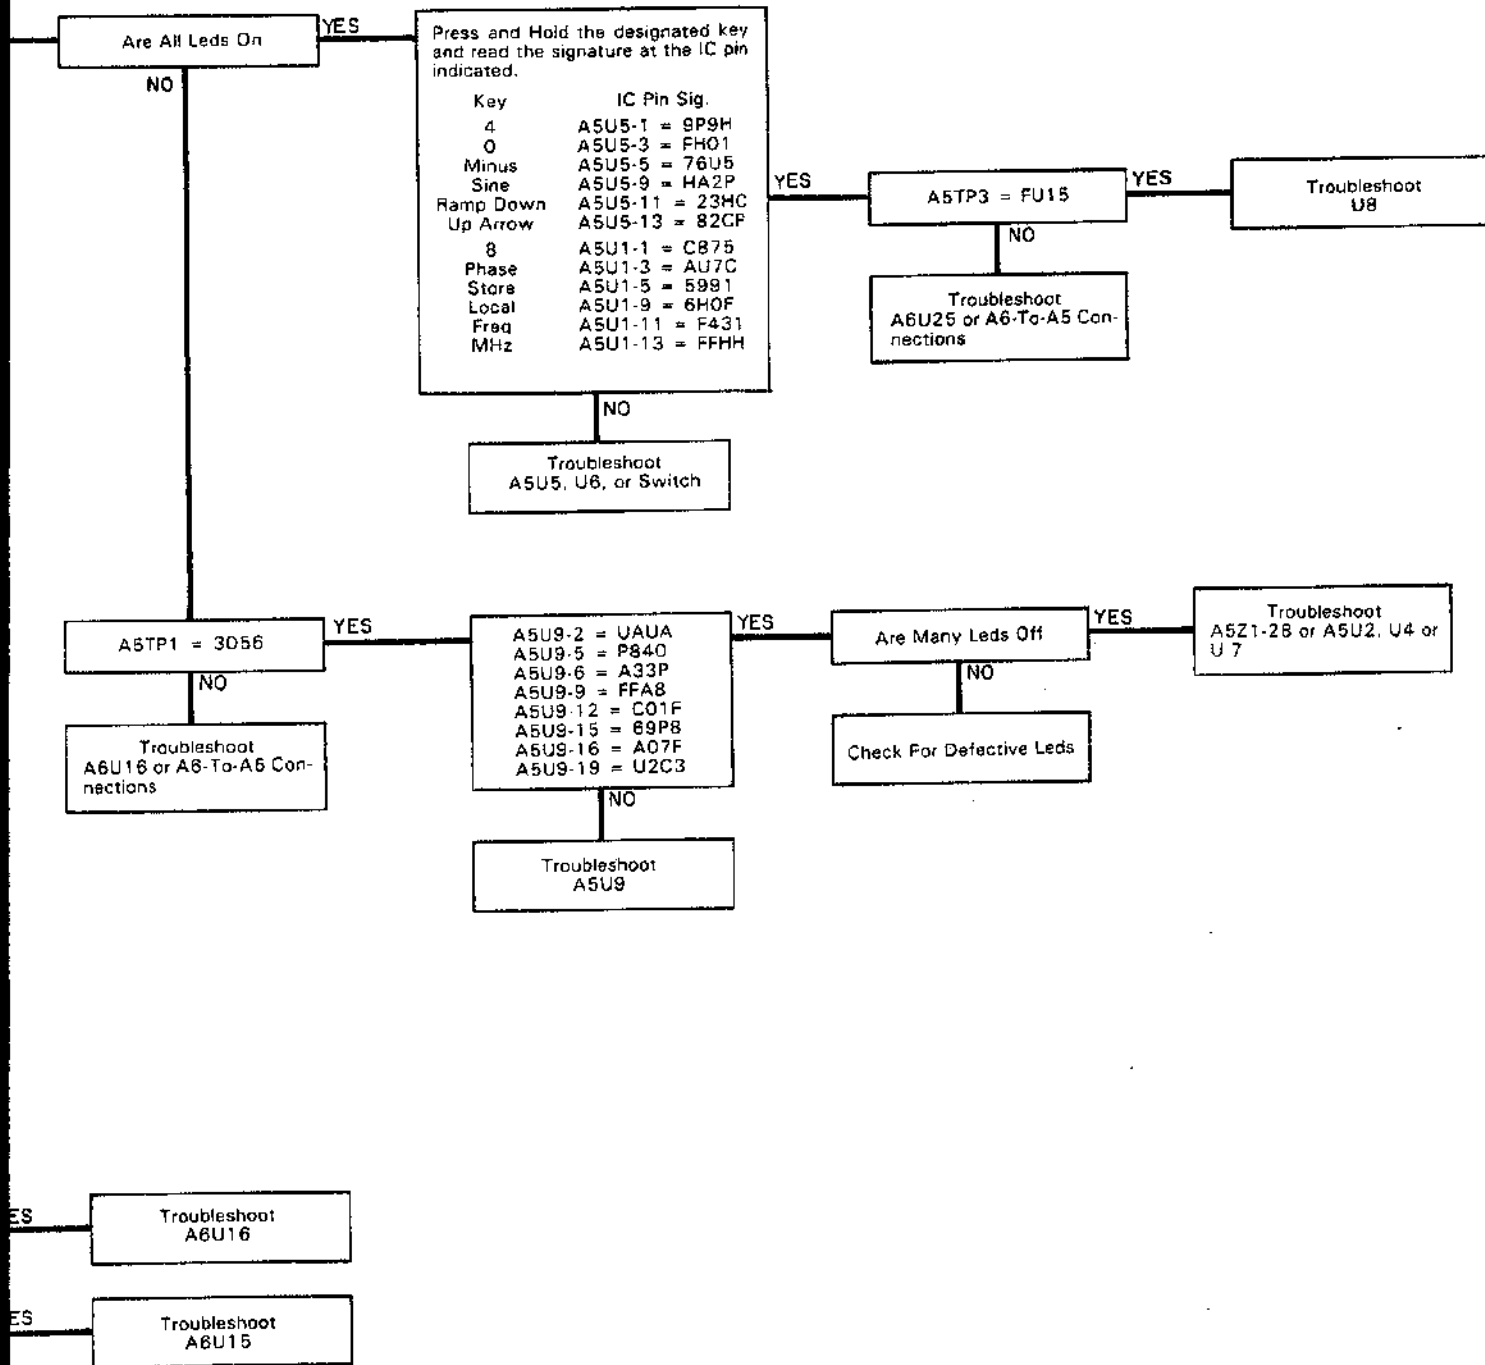 Are All Leds On
YES
NO
Press and Hold the designated key
and read the signature at the IC pin
indicated.
Key IC Pin Sig.
4 A5U5-1 = 9P9H
0 A5U5-3 = FH01
Minus A5U5-5 = 76U5
Sine A5U5-9 = HA2P
Ramp Down A5U5-11 = 23HC
Up Arrow A5U5-13 = 82CF
8 A5U1-1 = C875
Phase A5U1-3 = AU7C
Store A5U1-5 = 5991
Local A5U1-9 = 6H0F
Freq A5U1-11 = F431
MHz A5U1-13 = FFHH
YES
NO
A5TP3 = FU15
YES
NO
Troubleshoot
U8
Troubleshoot
A6U25 or A6-To-A5 Con-
nections
Troubleshoot
A5U5, U6, or Switch
A5TP1 = 3056
YES
NO
Troubleshoot
A6U16 or A6-To-A5 Con-
nections
A5U9-2 = UAUA
A5U9-5 = P840
A5U9-6 = A33P
A5U9-9 = FFA8
A5U9-12 = C01F
A5U9-15 = 69P8
A5U9-16 = A07F
A5U9-19 = U2C3
YES
NO
Troubleshoot
A5U9
Are Many Leds Off
YES
NO
Check For Defective Leds
Troubleshoot
A5Z1-28 or A5U2, U4 or
U 7
ES
Troubleshoot
A6U16
ES
Troubleshoot
A6U15